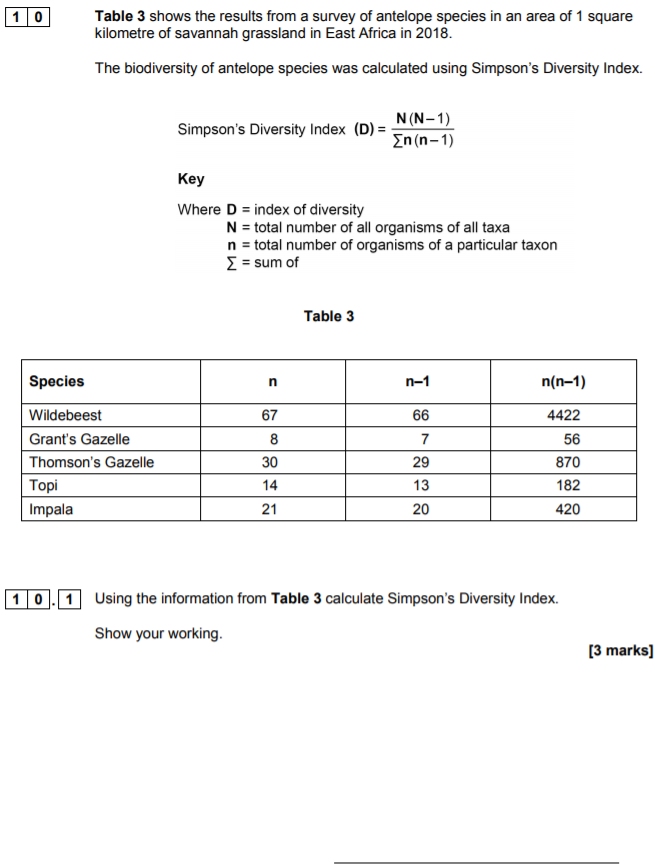 1 0 Table 3 shows the results from a survey of antelope species in an area of 1 square
kilometre of savannah grassland in East Africa in 2018.
The biodiversity of antelope species was calculated using Simpson's Diversity Index.
Simpson's Diversity Index (D) = N(N–1)
∑n(n–1)
Key
Where D = index of diversity
N = total number of all organisms of all taxa
n = total number of organisms of a particular taxon
∑ = sum of
Table 3
Species n n–1 n(n–1)
Wildebeest 67 66 4422
Grant's Gazelle 8 7 56
Thomson's Gazelle 30 29 870
Topi 14 13 182
Impala 21 20 420
1 0 . 1 Using the information from Table 3 calculate Simpson's Diversity Index.
Show your working.
[3 marks]